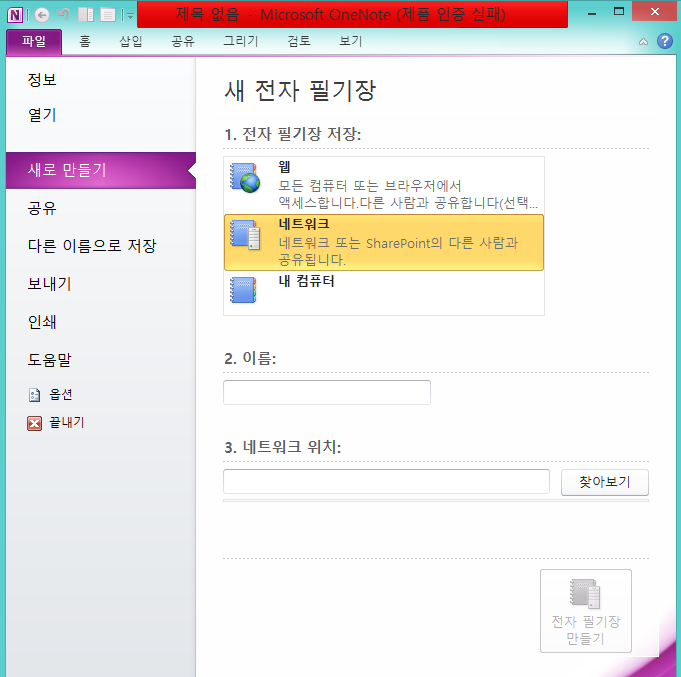 제목 없음 - Microsoft OneNote (제품 인증 실패)
파일 홈 삽입 공유 그리기 검토 보기
정보
열기
새로 만들기
공유
다른 이름으로 저장
보내기
인쇄
도움말
옵션
끝내기
새 전자 필기장
1. 전자 필기장 저장:
웹
모든 컴퓨터 또는 브라우저에서
액세스합니다.다른 사람과 공유합니다(선택...
네트워크
네트워크 또는 SharePoint의 다른 사람과
공유됩니다.
내 컴퓨터
2. 이름:
3. 네트워크 위치:
찾아보기
전자 필기장
만들기